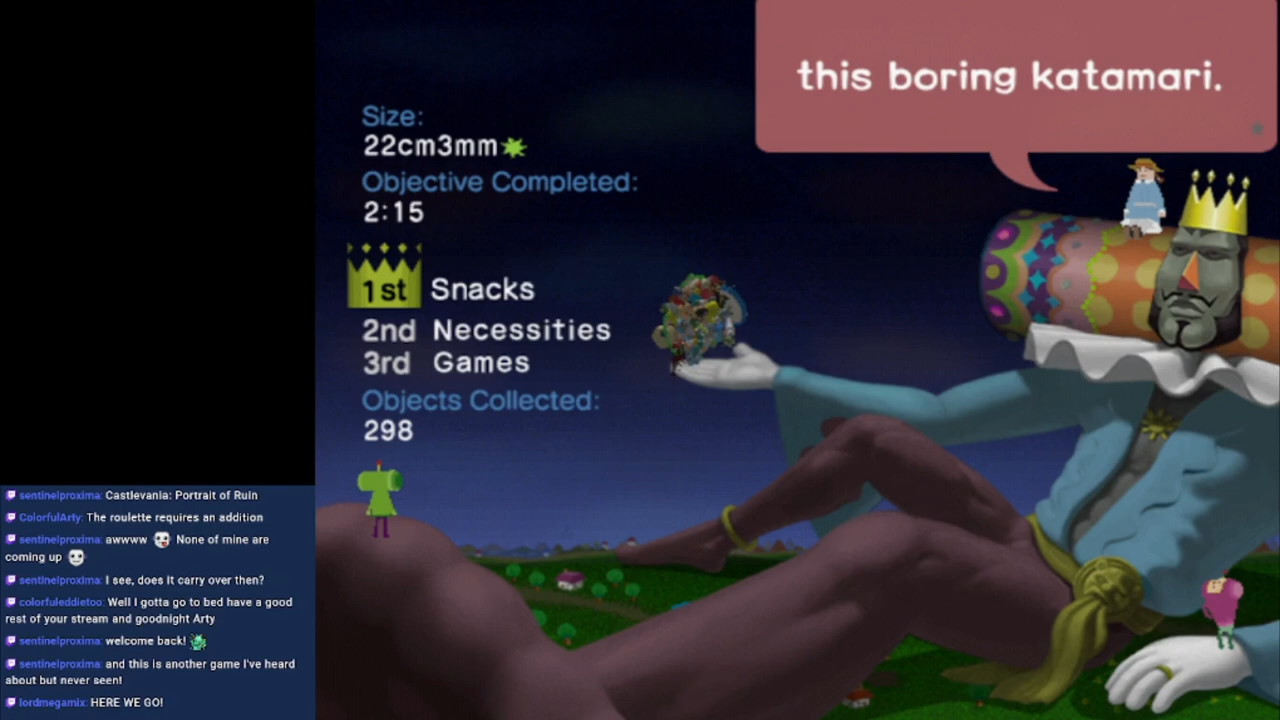 this boring katamari.
Size:
22cm3mm
Objective Completed:
2:15
1st Snacks
2nd Necessities
3rd Games
Objects Collected:
298
sentinelproxima: Castlevania: Portrait of Ruin
ColorfulArty: The roulette requires an addition
sentinelproxima: awwww None of mine are
coming up
sentinelproxima: I see, does it carry over then?
colorfuleddietoo: Well I gotta go to bed have a good
rest of your stream and goodnight Arty
sentinelproxima: welcome back!
sentinelproxima: and this is another game I've heard
about but never seen!
lordmegamix: HERE WE GO!